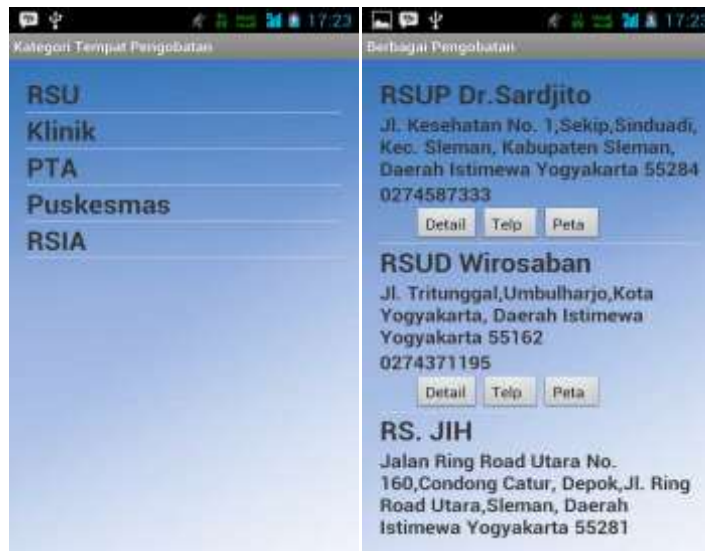 17:23
Kategori Tempat Pengobatan
RSU
Klinik
PTA
Puskesmas
RSIA
17:23
Berbagai Pengobatan
RSUP Dr.Sardjito
Jl. Kesehatan No. 1,Sekip,Sinduadi,
Kec. Sleman, Kabupaten Sleman,
Daerah Istimewa Yogyakarta 55284
0274587333
Detail Telp Peta
RSUD Wirosaban
Jl. Tritunggal,Umbulharjo,Kota
Yogyakarta, Daerah Istimewa
Yogyakarta 55162
0274371195
Detail Telp Peta
RS. JIH
Jalan Ring Road Utara No.
160,Condong Catur, Depok,Jl. Ring
Road Utara,Sleman, Daerah
Istimewa Yogyakarta 55281